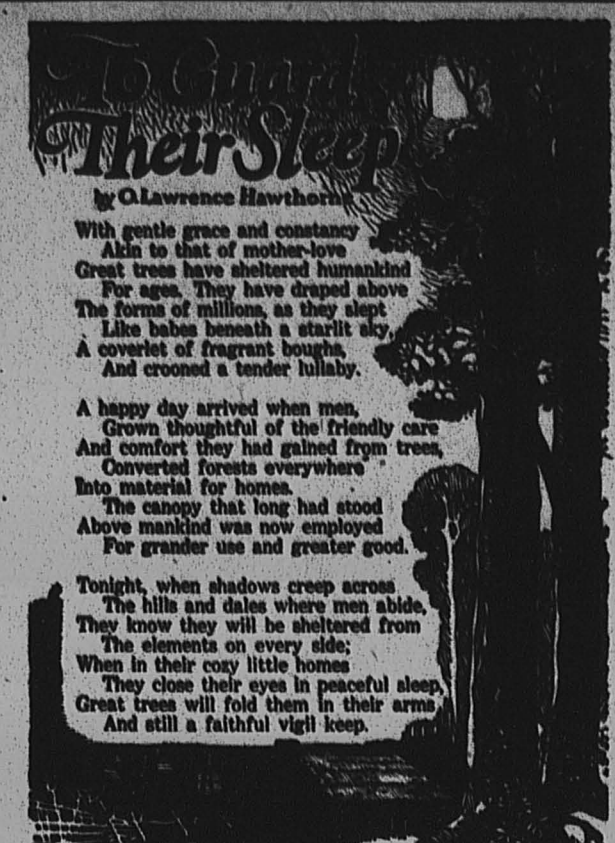 To Guard
Their Sleep
by O. Lawrence Hawthorne
With gentle grace and constancy
Akin to that of mother-love
Great trees have sheltered humankind
For ages. They have draped above
The forms of millions, as they slept
Like babes beneath a starlit sky,
A coverlet of fragrant boughs,
And crooned a tender lullaby.
A happy day arrived when men,
Grown thoughtful of the friendly care
And comfort they had gained from trees,
Converted forests everywhere
Into material for homes.
The canopy that long had stood
Above mankind was now employed
For grander use and greater good.
Tonight, when shadows creep across
The hills and dales where men abide,
They know they will be sheltered from
The elements on every side;
When in their cozy little homes
They close their eyes in peaceful sleep,
Great trees will fold them in their arms
And still a faithful vigil keep.